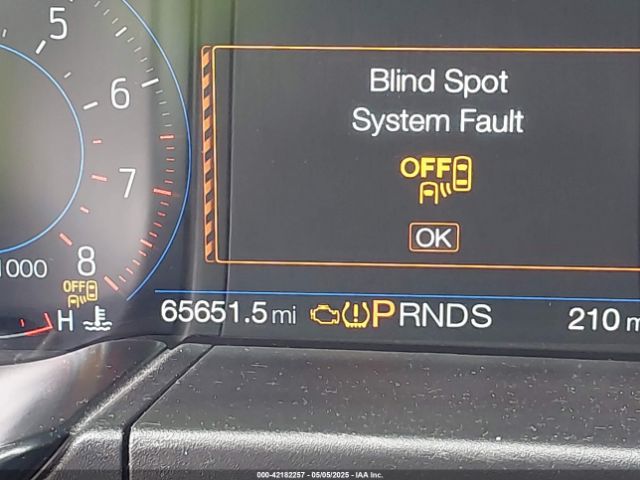 5
6
7
8
1000
OFF
H
Blind Spot
System Fault
OFF
OK
65651.5 mi
(!)
PRNDS
210
000-42182257 - 05/05/2025 - IAA Inc.